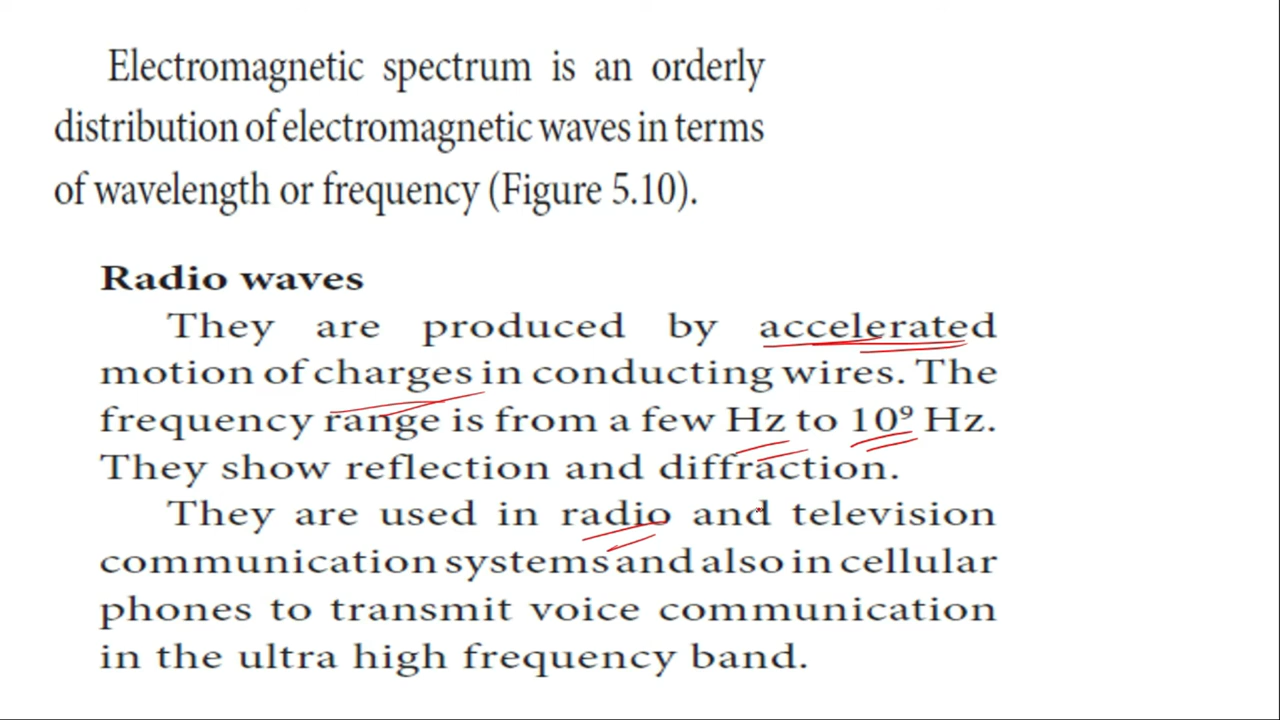 Electromagnetic spectrum is an orderly
distribution of electromagnetic waves in terms
of wavelength or frequency (Figure 5.10).
Radio waves
They are produced by accelerated
motion of charges in conducting wires. The
frequency range is from a few Hz to 10⁹ Hz.
They show reflection and diffraction.
They are used in radio and television
communication systems and also in cellular
phones to transmit voice communication
in the ultra high frequency band.